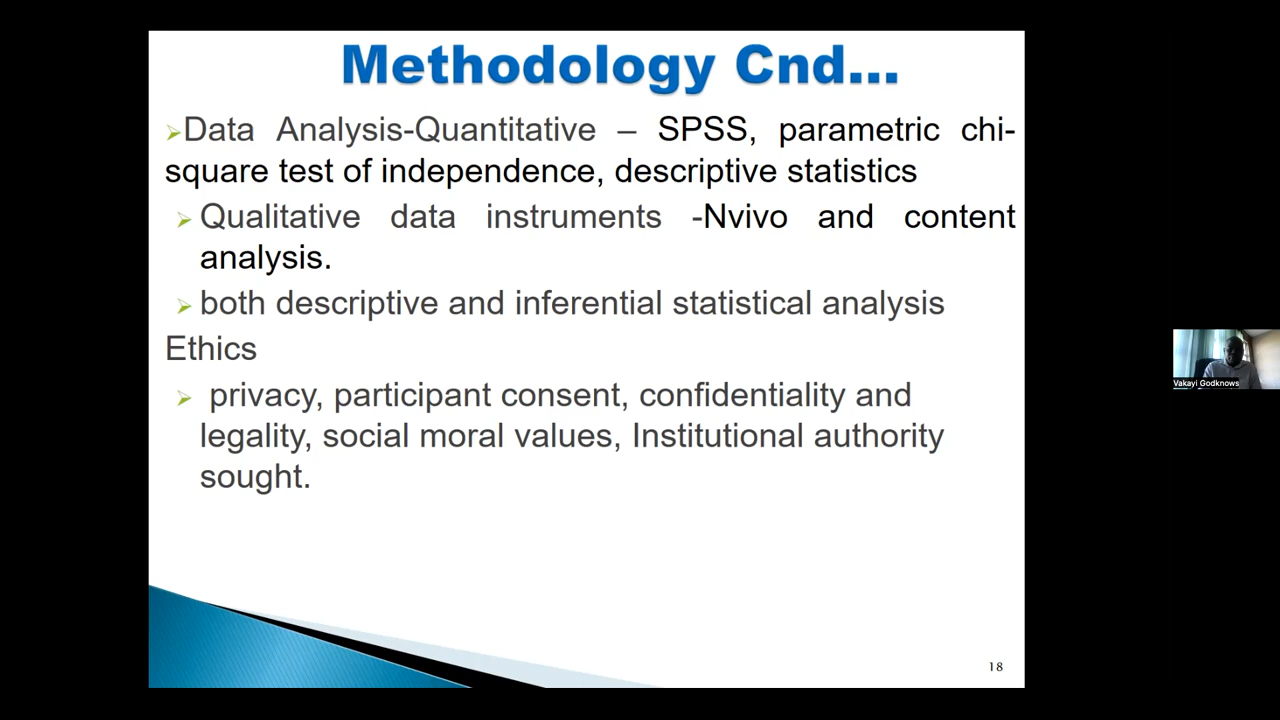 Methodology Cnd...
Data Analysis-Quantitative – SPSS, parametric chi-
square test of independence, descriptive statistics
Qualitative data instruments -Nvivo and content
analysis.
both descriptive and inferential statistical analysis
Ethics
privacy, participant consent, confidentiality and
legality, social moral values, Institutional authority
sought.
Vakayi Godknows
18